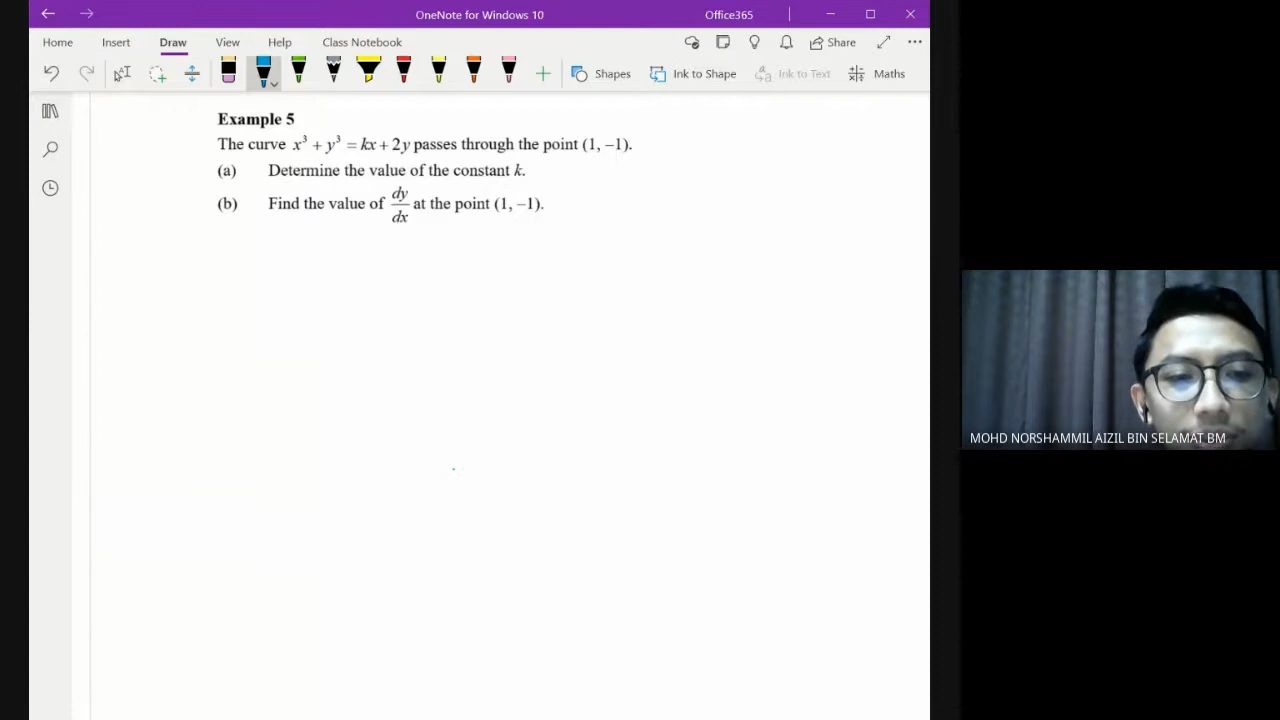 OneNote for Windows 10
Office365
Home Insert Draw View Help Class Notebook
Share
Shapes Ink to Shape Ink to Text Maths
Example 5
The curve x³ + y³ = kx + 2y passes through the point (1, −1).
(a) Determine the value of the constant k.
(b) Find the value of dy/dx at the point (1, −1).
MOHD NORSHAMMIL AIZIL BIN SELAMAT BM